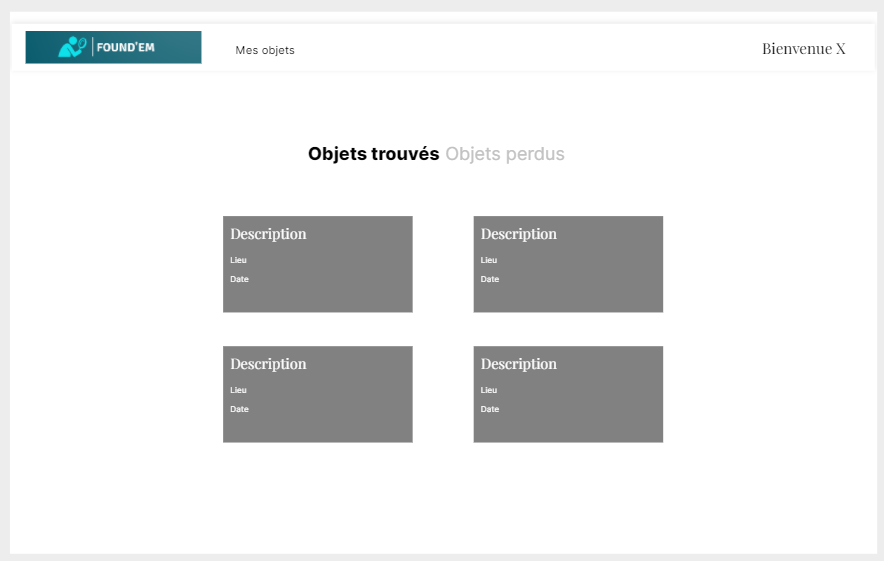 FOUND'EM
Mes objets
Bienvenue X
Objets trouvés Objets perdus
Description
Lieu
Date
Description
Lieu
Date
Description
Lieu
Date
Description
Lieu
Date